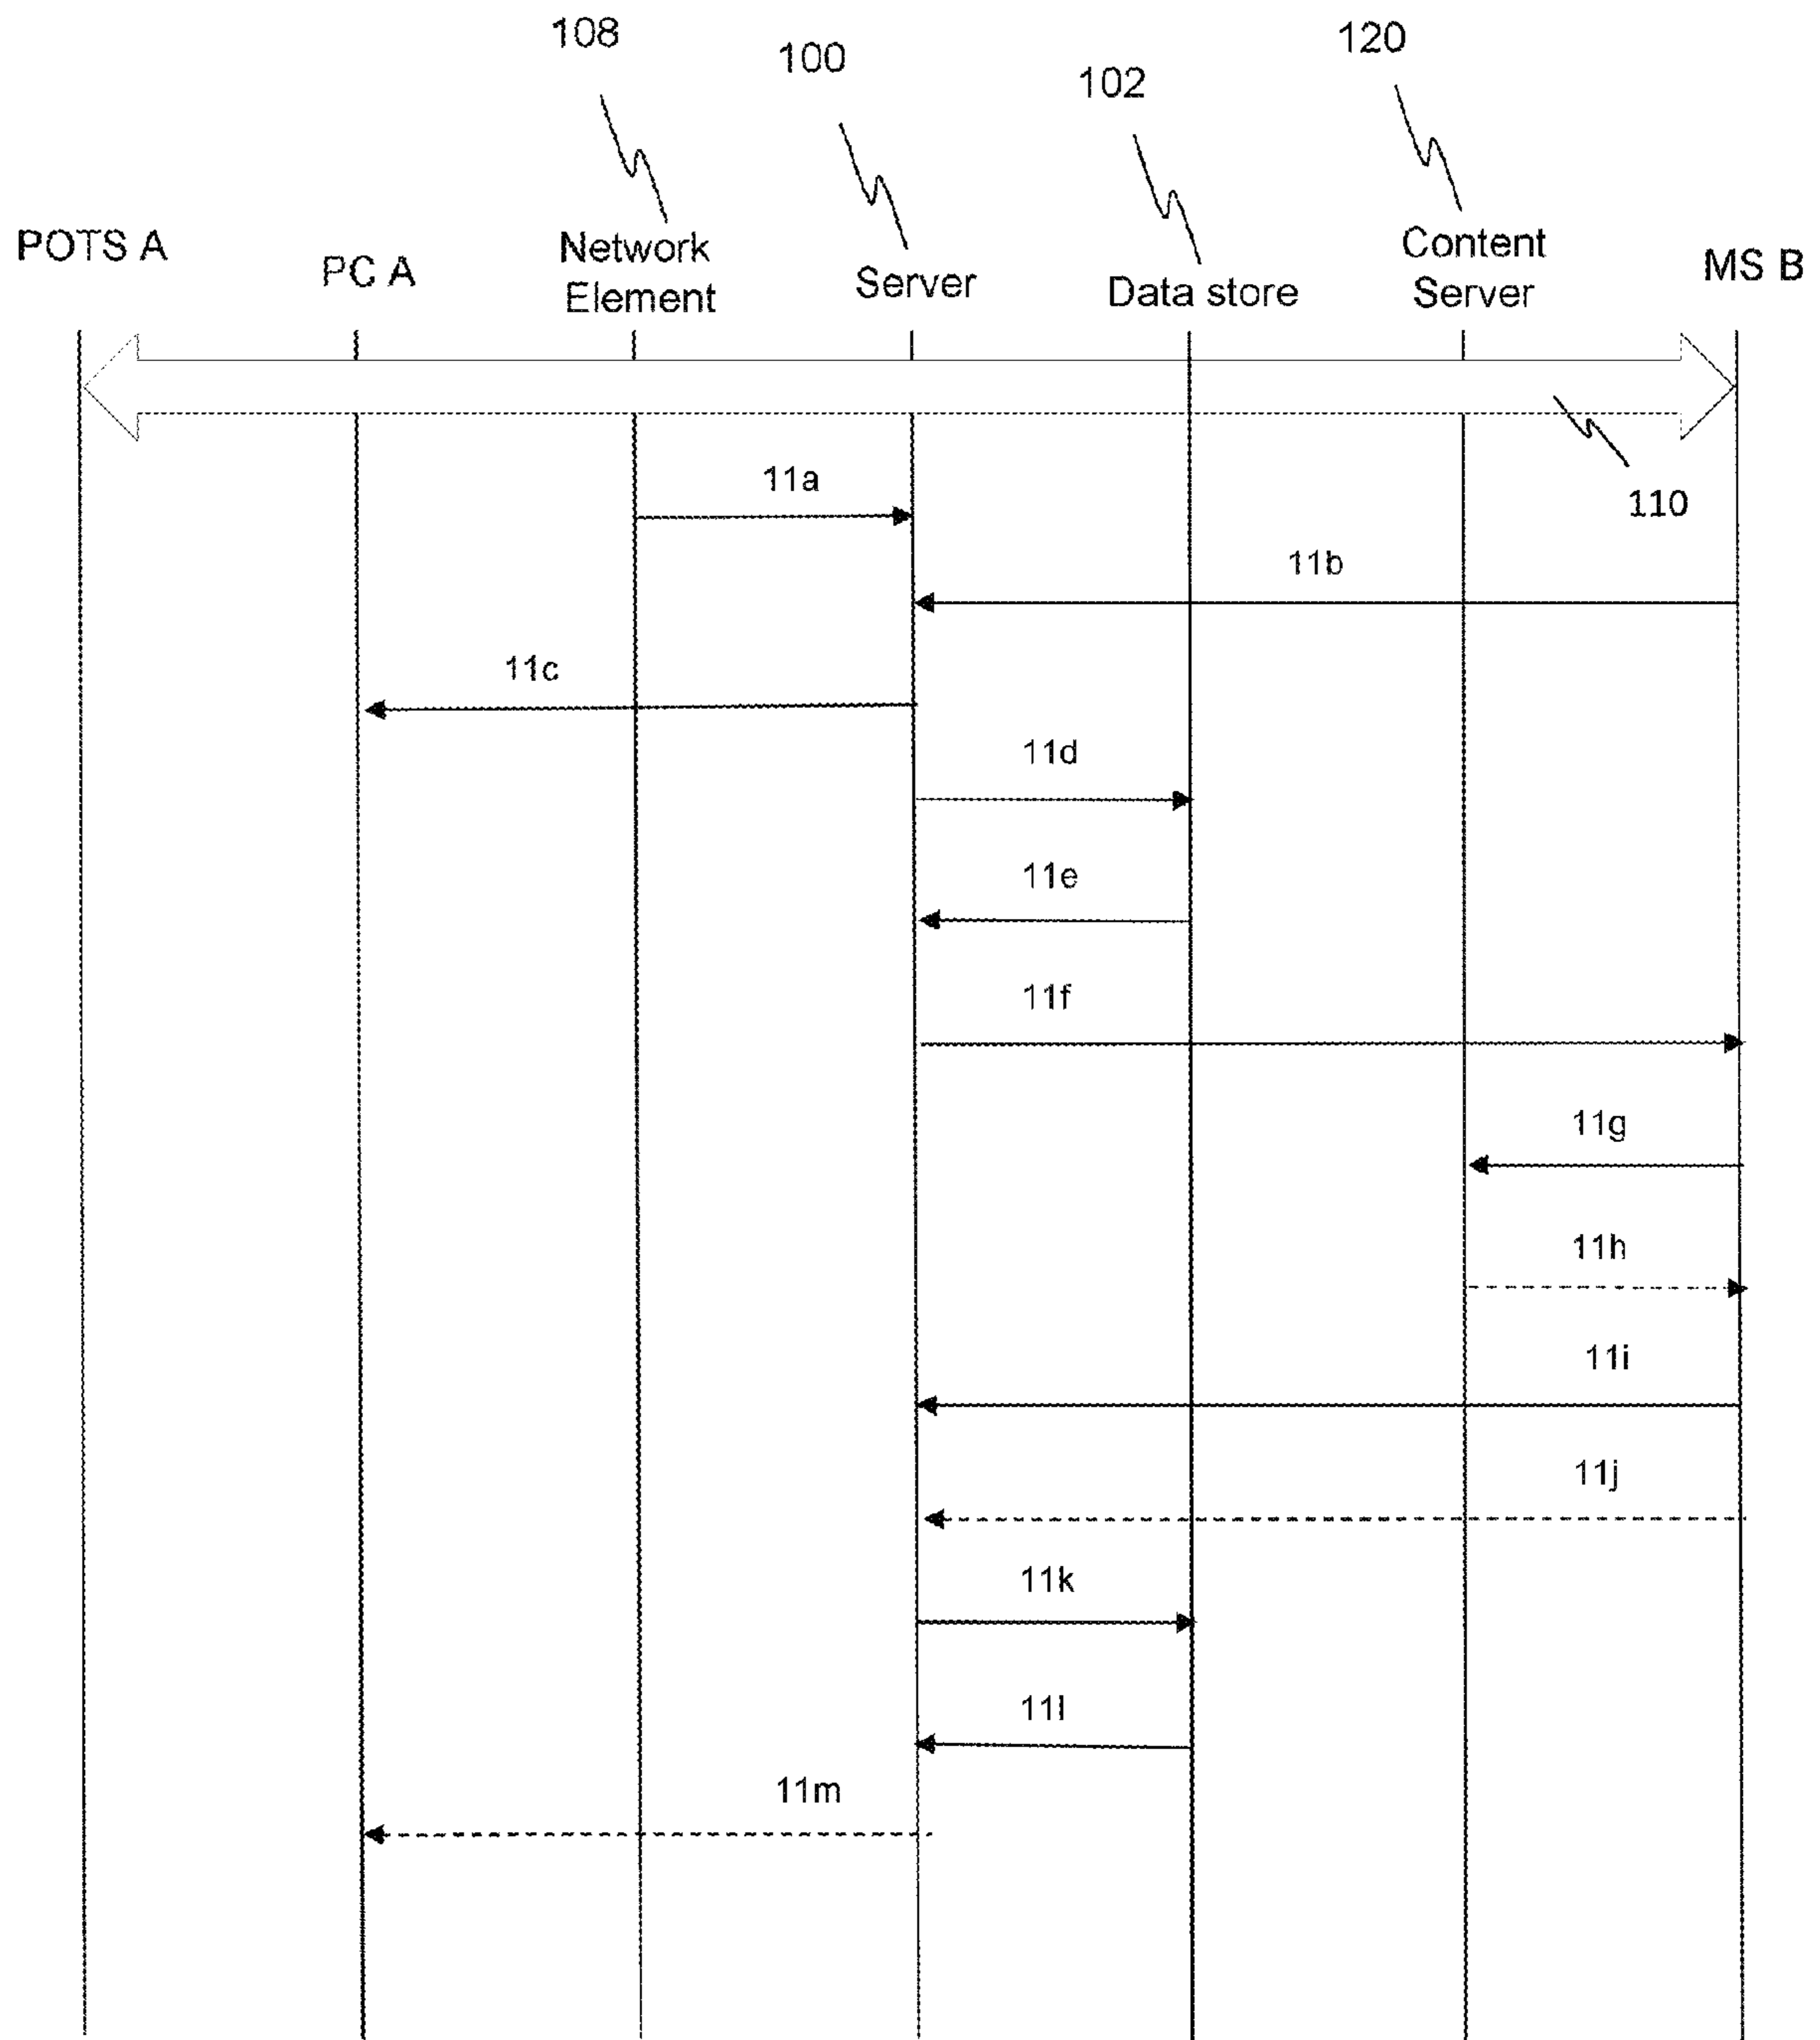 108
100
102
120
POTS A
PC A
Network
Element
Server
Data store
Content
Server
MS B
110
11a
11b
11c
11d
11e
11f
11g
11h
11i
11j
11k
11l
11m